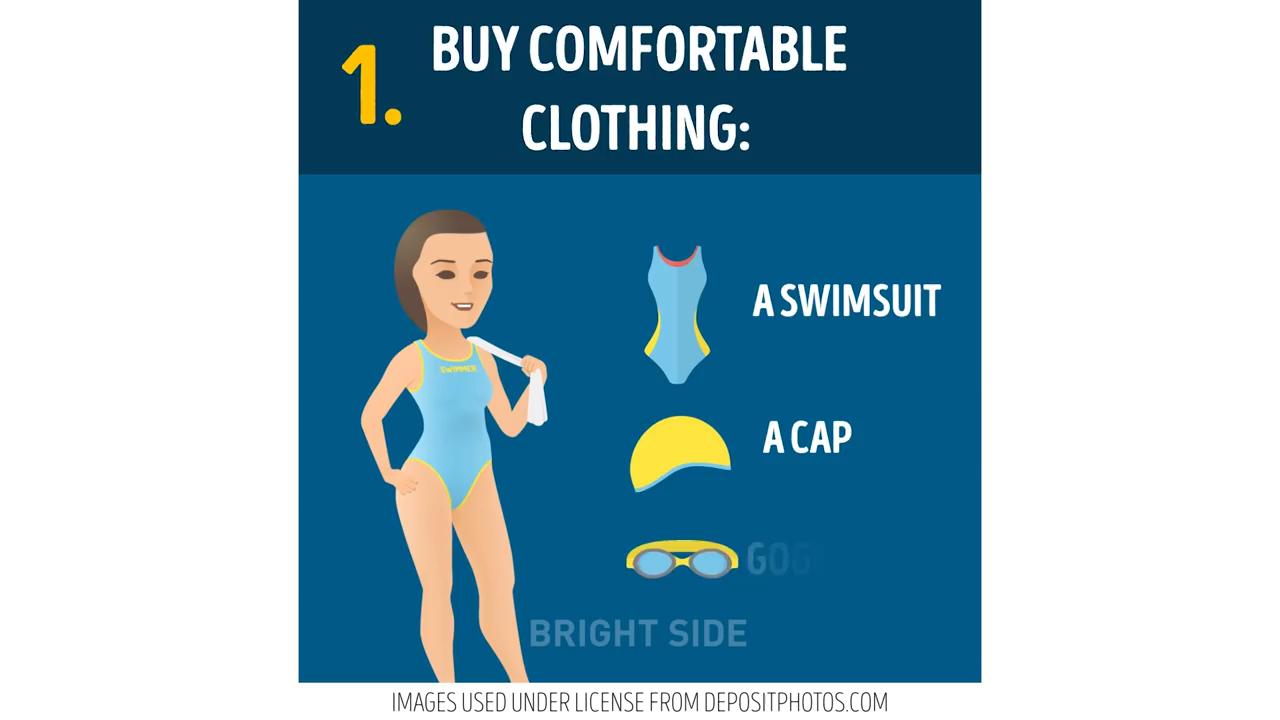 1. BUY COMFORTABLE
CLOTHING:
SWIMMER
A SWIMSUIT
A CAP
BRIGHT SIDE
IMAGES USED UNDER LICENSE FROM DEPOSITPHOTOS.COM